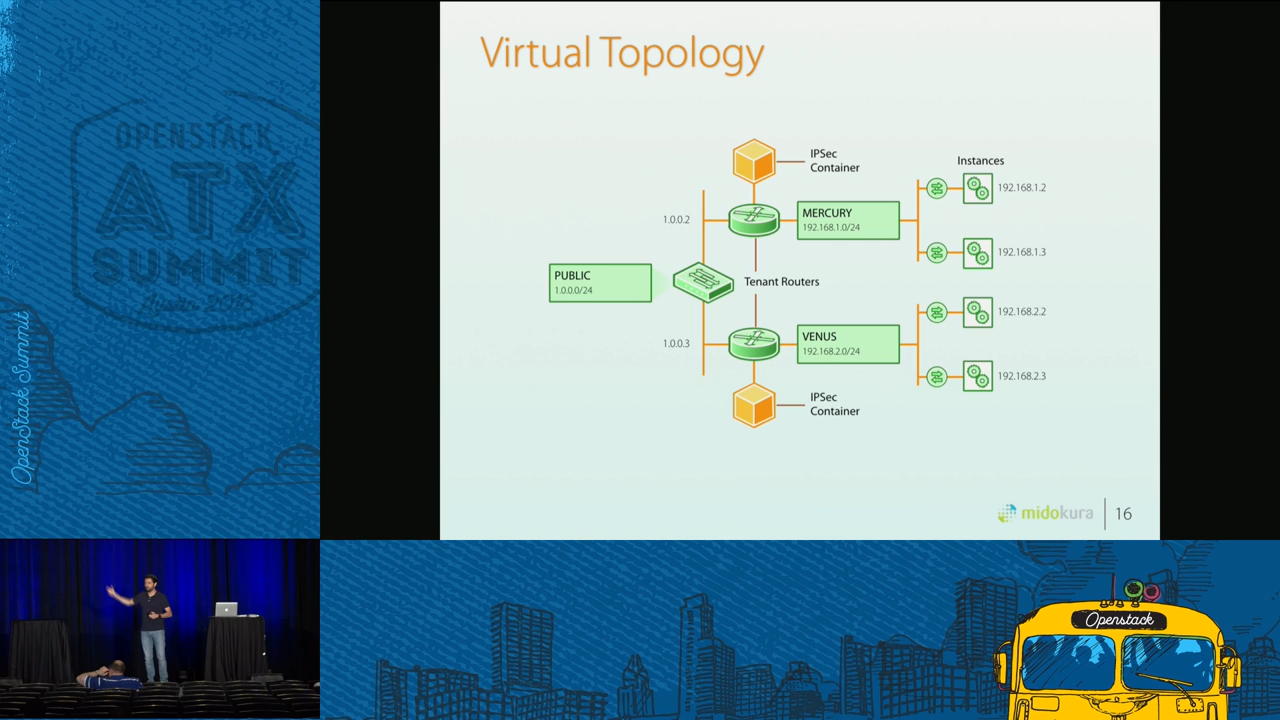 OPENSTACK
ATX
SUMMIT
Austin 2016
OpenStack Summit
Virtual Topology
IPSec
Container
Instances
192.168.1.2
1.0.0.2
MERCURY
192.168.1.0/24
192.168.1.3
PUBLIC
1.0.0.0/24
Tenant Routers
192.168.2.2
1.0.0.3
VENUS
192.168.2.0/24
192.168.2.3
IPSec
Container
midokura
16
Openstack